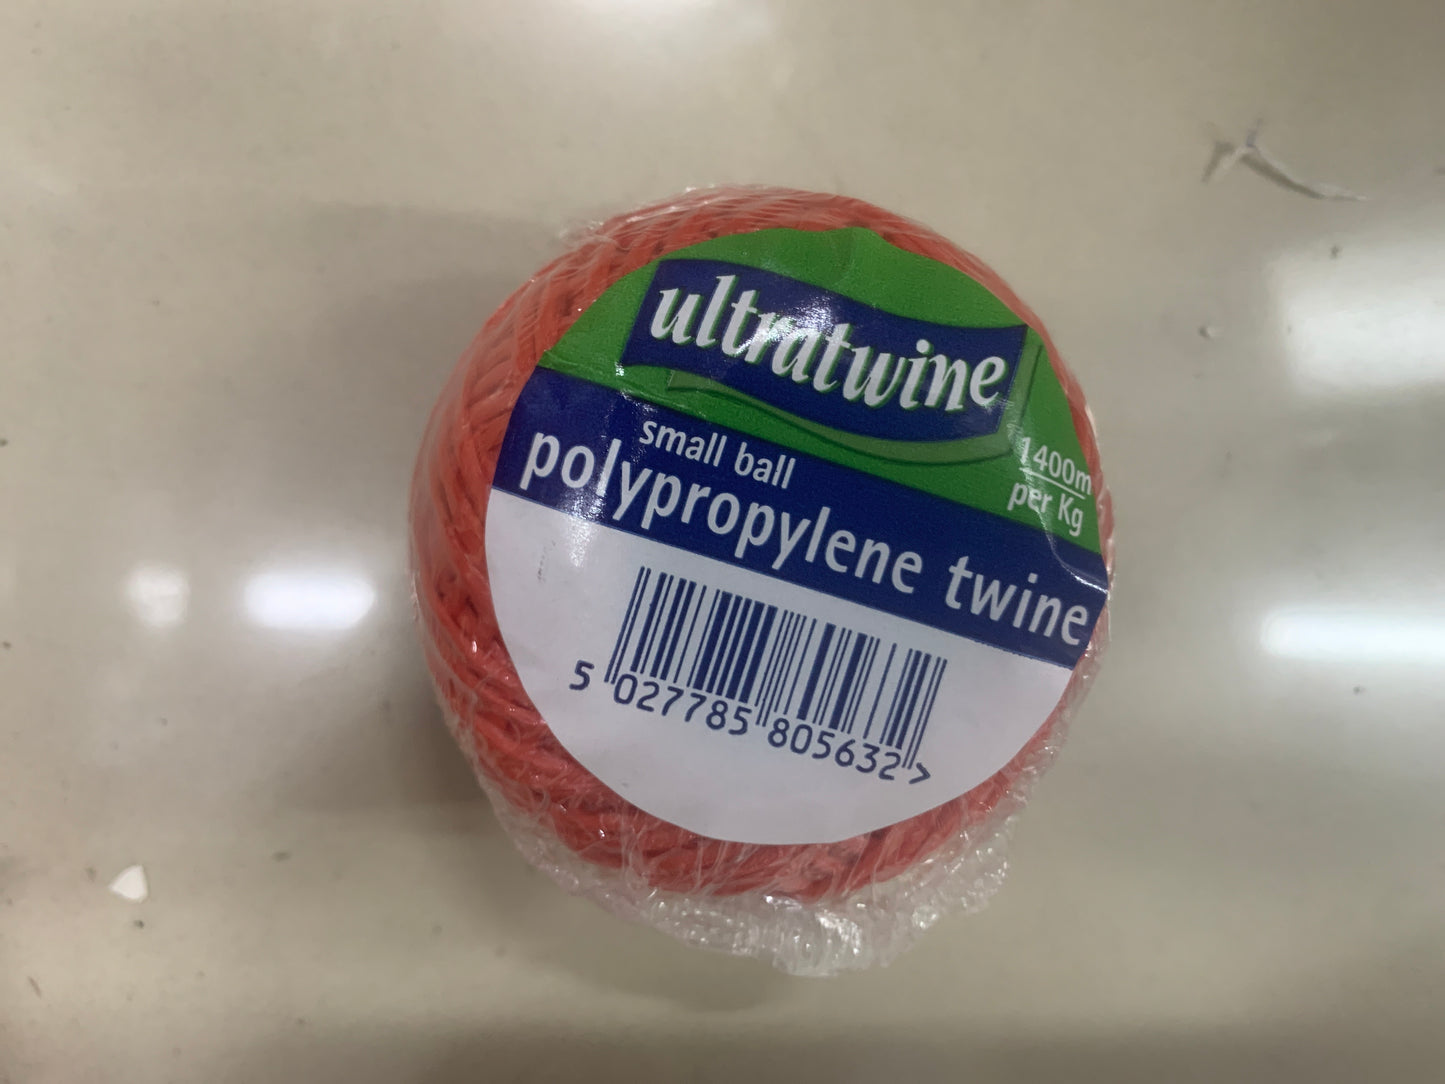 ultratwine
1400m
per Kg
small ball
polypropylene twine
5 027785 805632 >